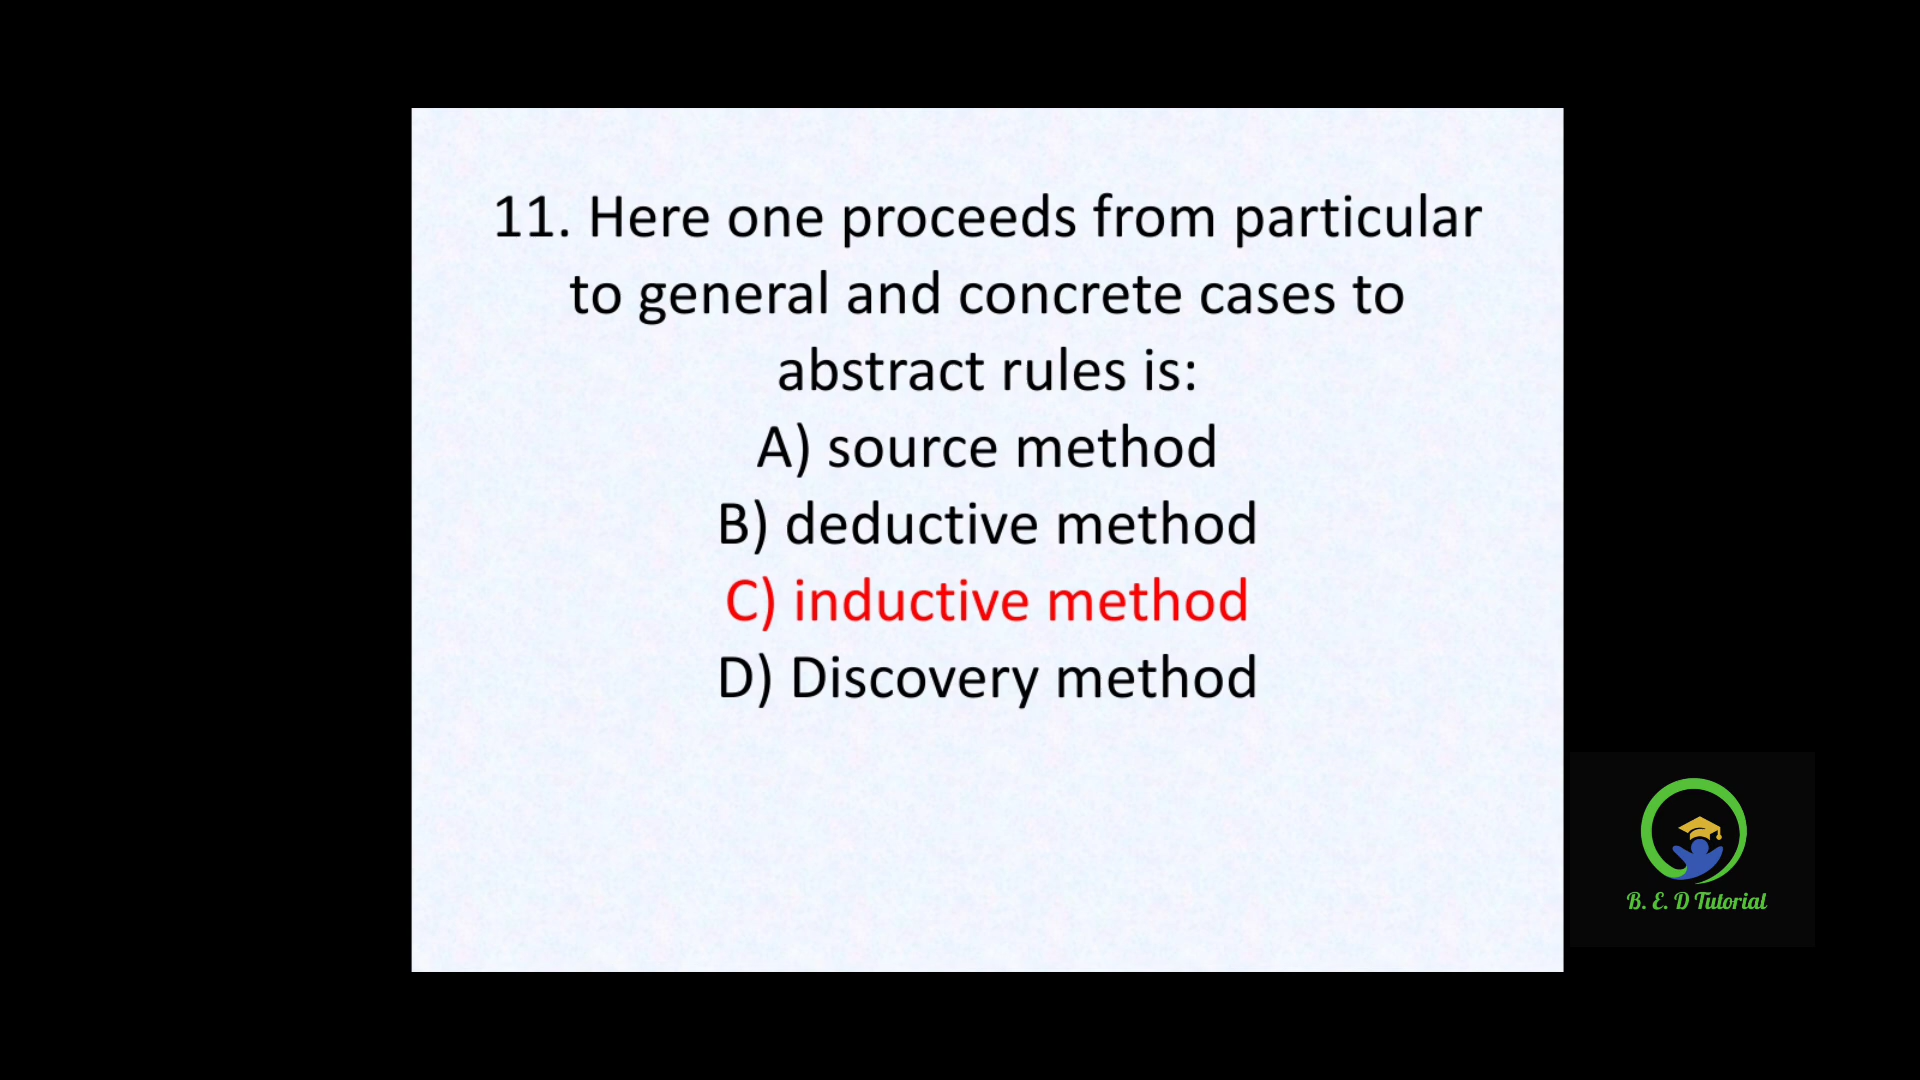 11. Here one proceeds from particular
to general and concrete cases to
abstract rules is:
A) source method
B) deductive method
C) inductive method
D) Discovery method
B. E. D Tutorial